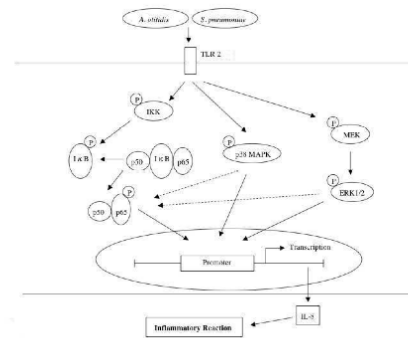 A. otitidis S. pneumoniae
TLR 2
P
IKK
P
IκB
p50 IκB p65
P
p38 MAPK
P
MEK
P
ERK1/2
P
p50 p65
Transcription
Promoter
IL-8
Inflammatory Reaction